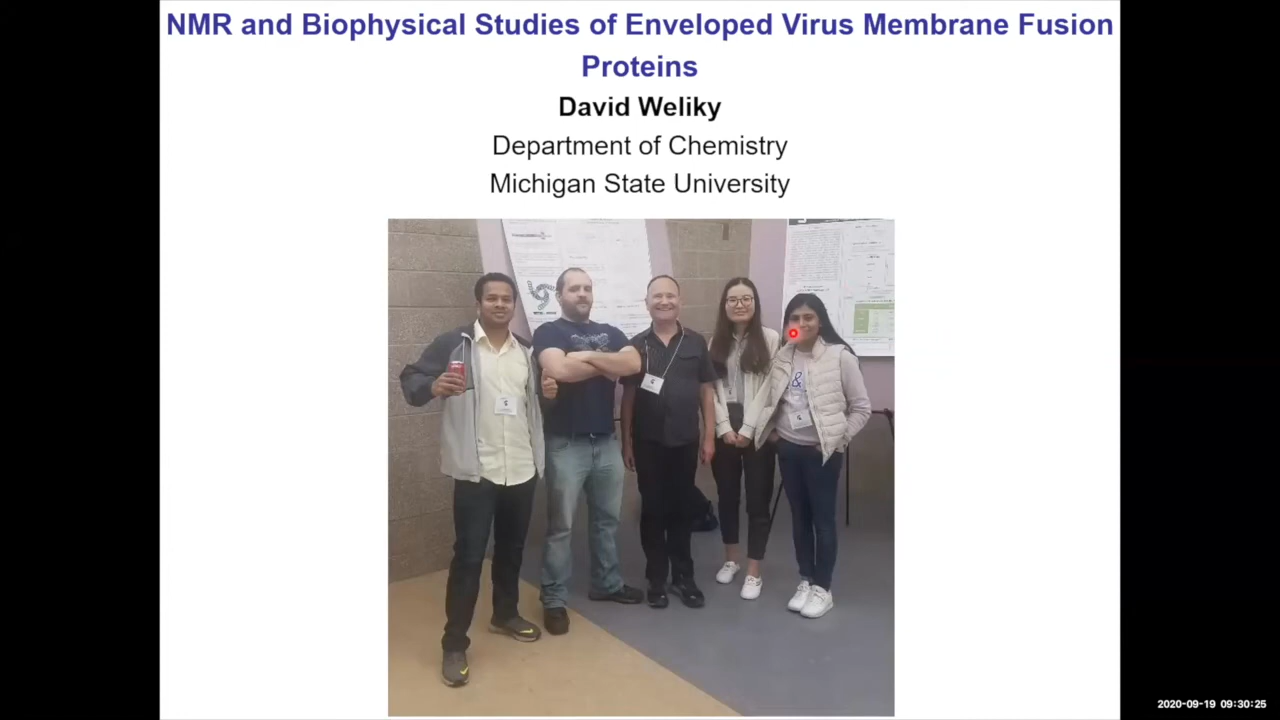 NMR and Biophysical Studies of Enveloped Virus Membrane Fusion
Proteins
David Weliky
Department of Chemistry
Michigan State University
2020-09-19 09:30:25